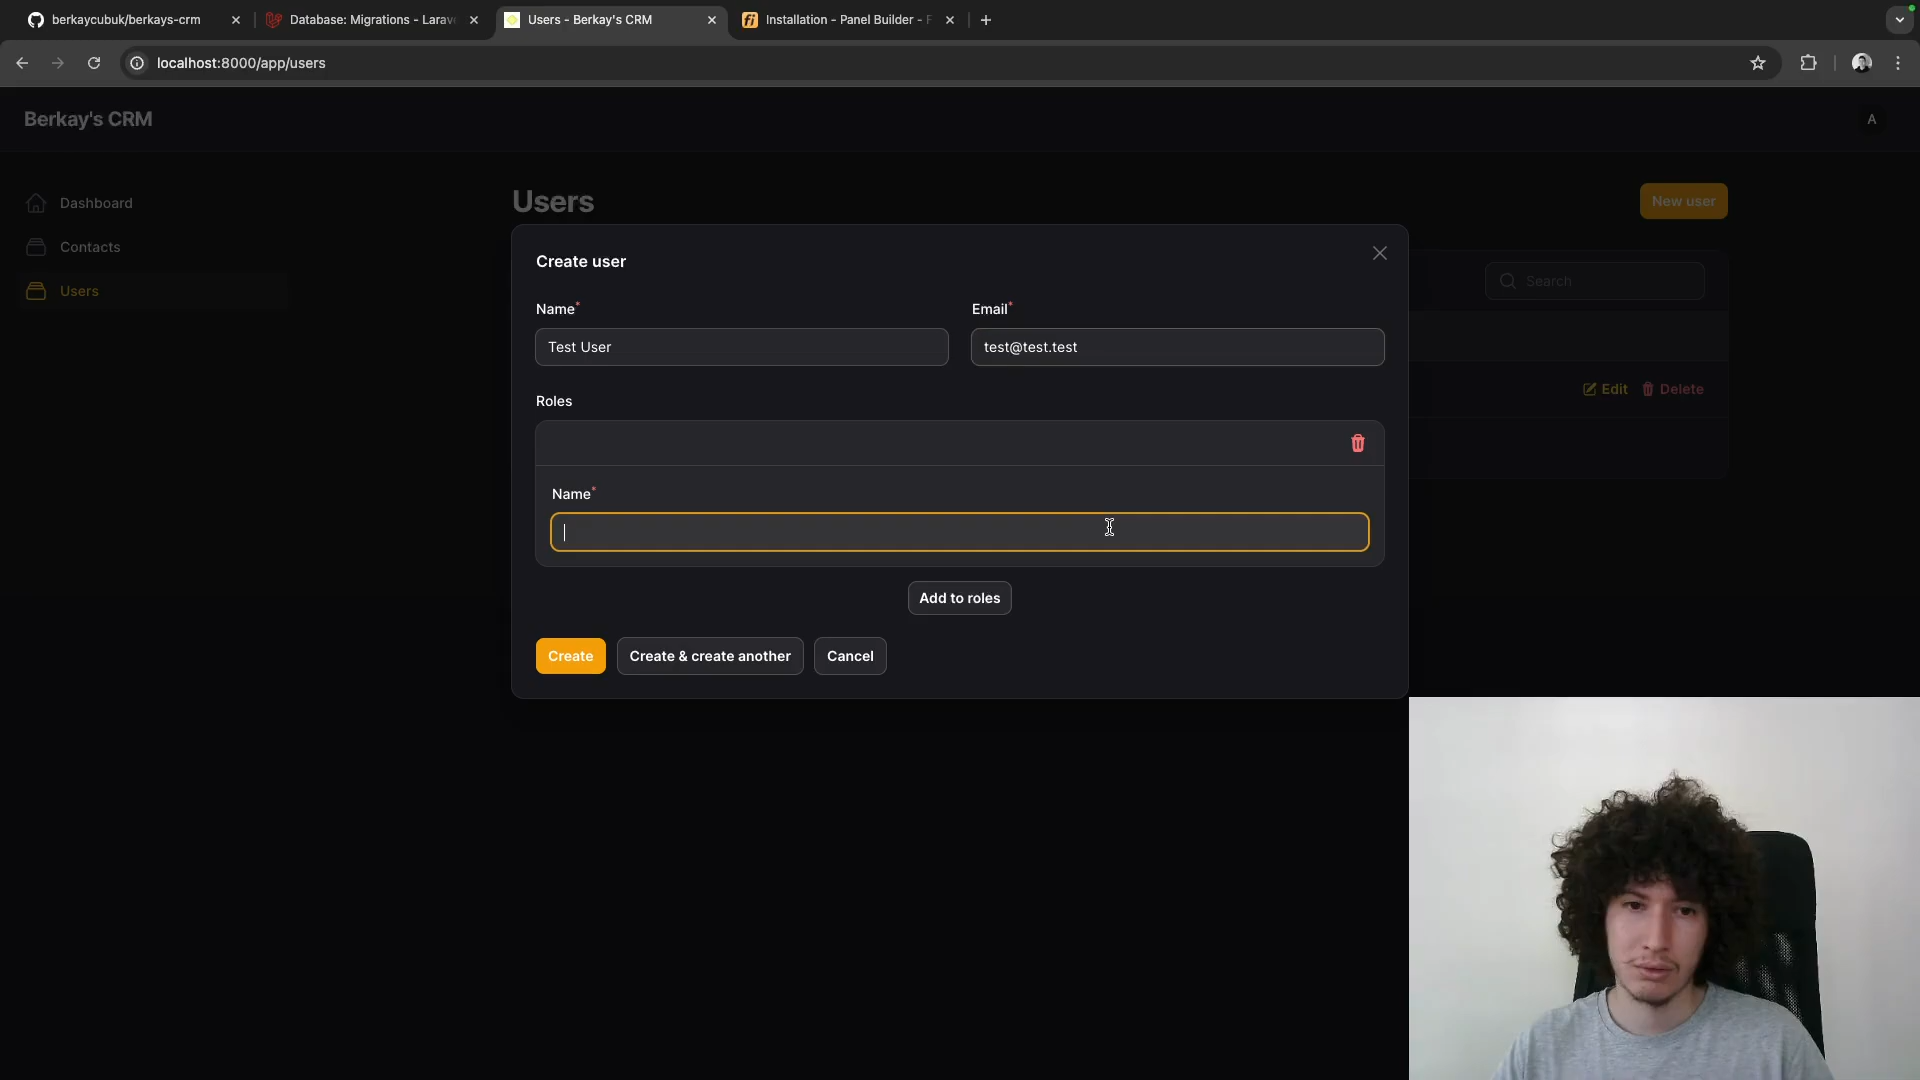 berkaycubuk/berkays-crm
Database: Migrations - Larav
Users - Berkay's CRM
Installation - Panel Builder - F
localhost:8000/app/users
Berkay's CRM
A
Dashboard
Contacts
Users
Users
New user
Search
Edit
Delete
Create user
Name*
Email*
Test User
test@test.test
Roles
Name*
Add to roles
Create
Create & create another
Cancel